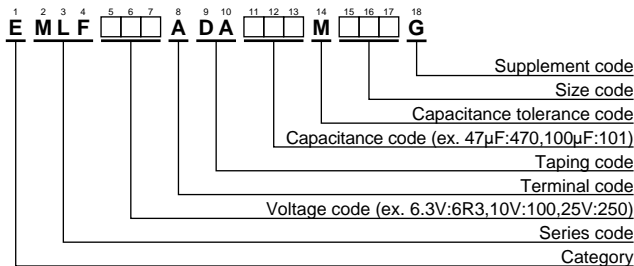 1 2 3 4 5 6 7 8 9 10 11 12 13 14 15 16 17 18
E M L F A D A M G
Supplement code
Size code
Capacitance tolerance code
Capacitance code (ex. 47μF:470,100μF:101)
Taping code
Terminal code
Voltage code (ex. 6.3V:6R3,10V:100,25V:250)
Series code
Category